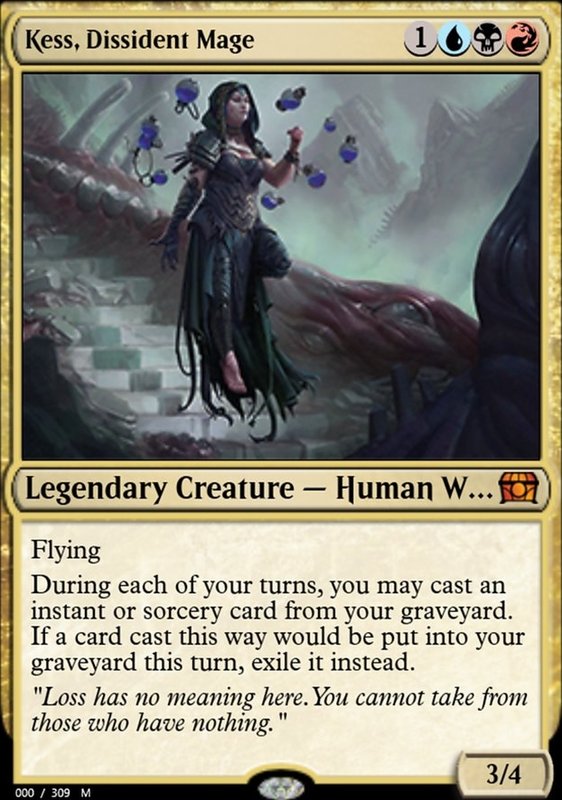 Kess, Dissident Mage 1
Legendary Creature — Human W...
Flying
During each of your turns, you may cast an
instant or sorcery card from your graveyard.
If a card cast this way would be put into your
graveyard this turn, exile it instead.
"Loss has no meaning here. You cannot take from
those who have nothing."
3/4
000 / 309 M